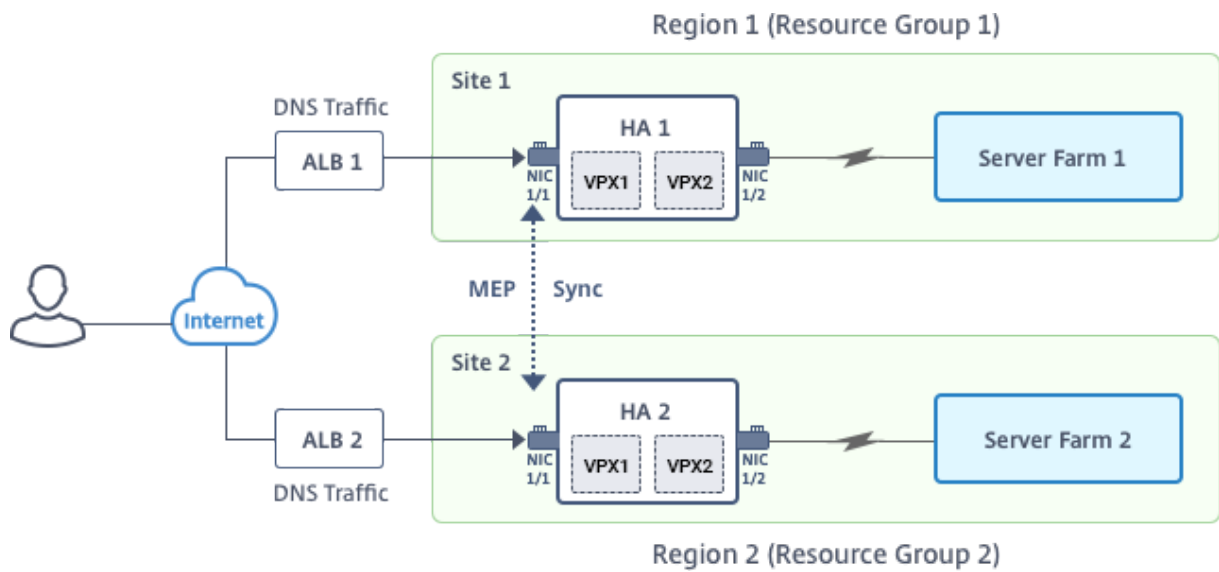 Region 1 (Resource Group 1)
Site 1
DNS Traffic
ALB 1
HA 1
VPX1
VPX2
NIC
1/1
NIC
1/2
Server Farm 1
MEP
Sync
Internet
Site 2
ALB 2
DNS Traffic
HA 2
VPX1
VPX2
NIC
1/1
NIC
1/2
Server Farm 2
Region 2 (Resource Group 2)